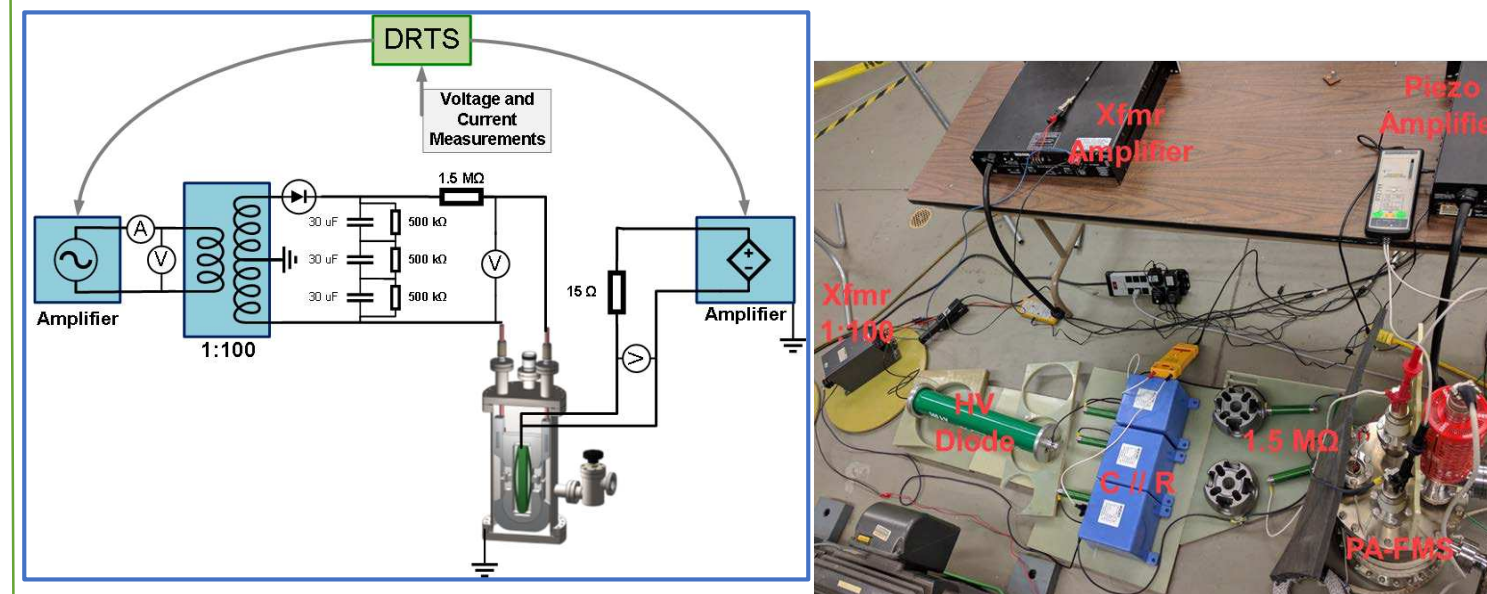 DRTS
Voltage and
Current
Measurements
1.5 MΩ
30 uF
500 kΩ
30 uF
500 kΩ
30 uF
500 kΩ
A
V
V
15 Ω
V
Amplifier
1:100
Amplifier
Xfmr
Amplifier
Piezo
Amplifie
Xfmr
1:100
HV
Diode
C // R
1.5 MΩ
PA-FMS